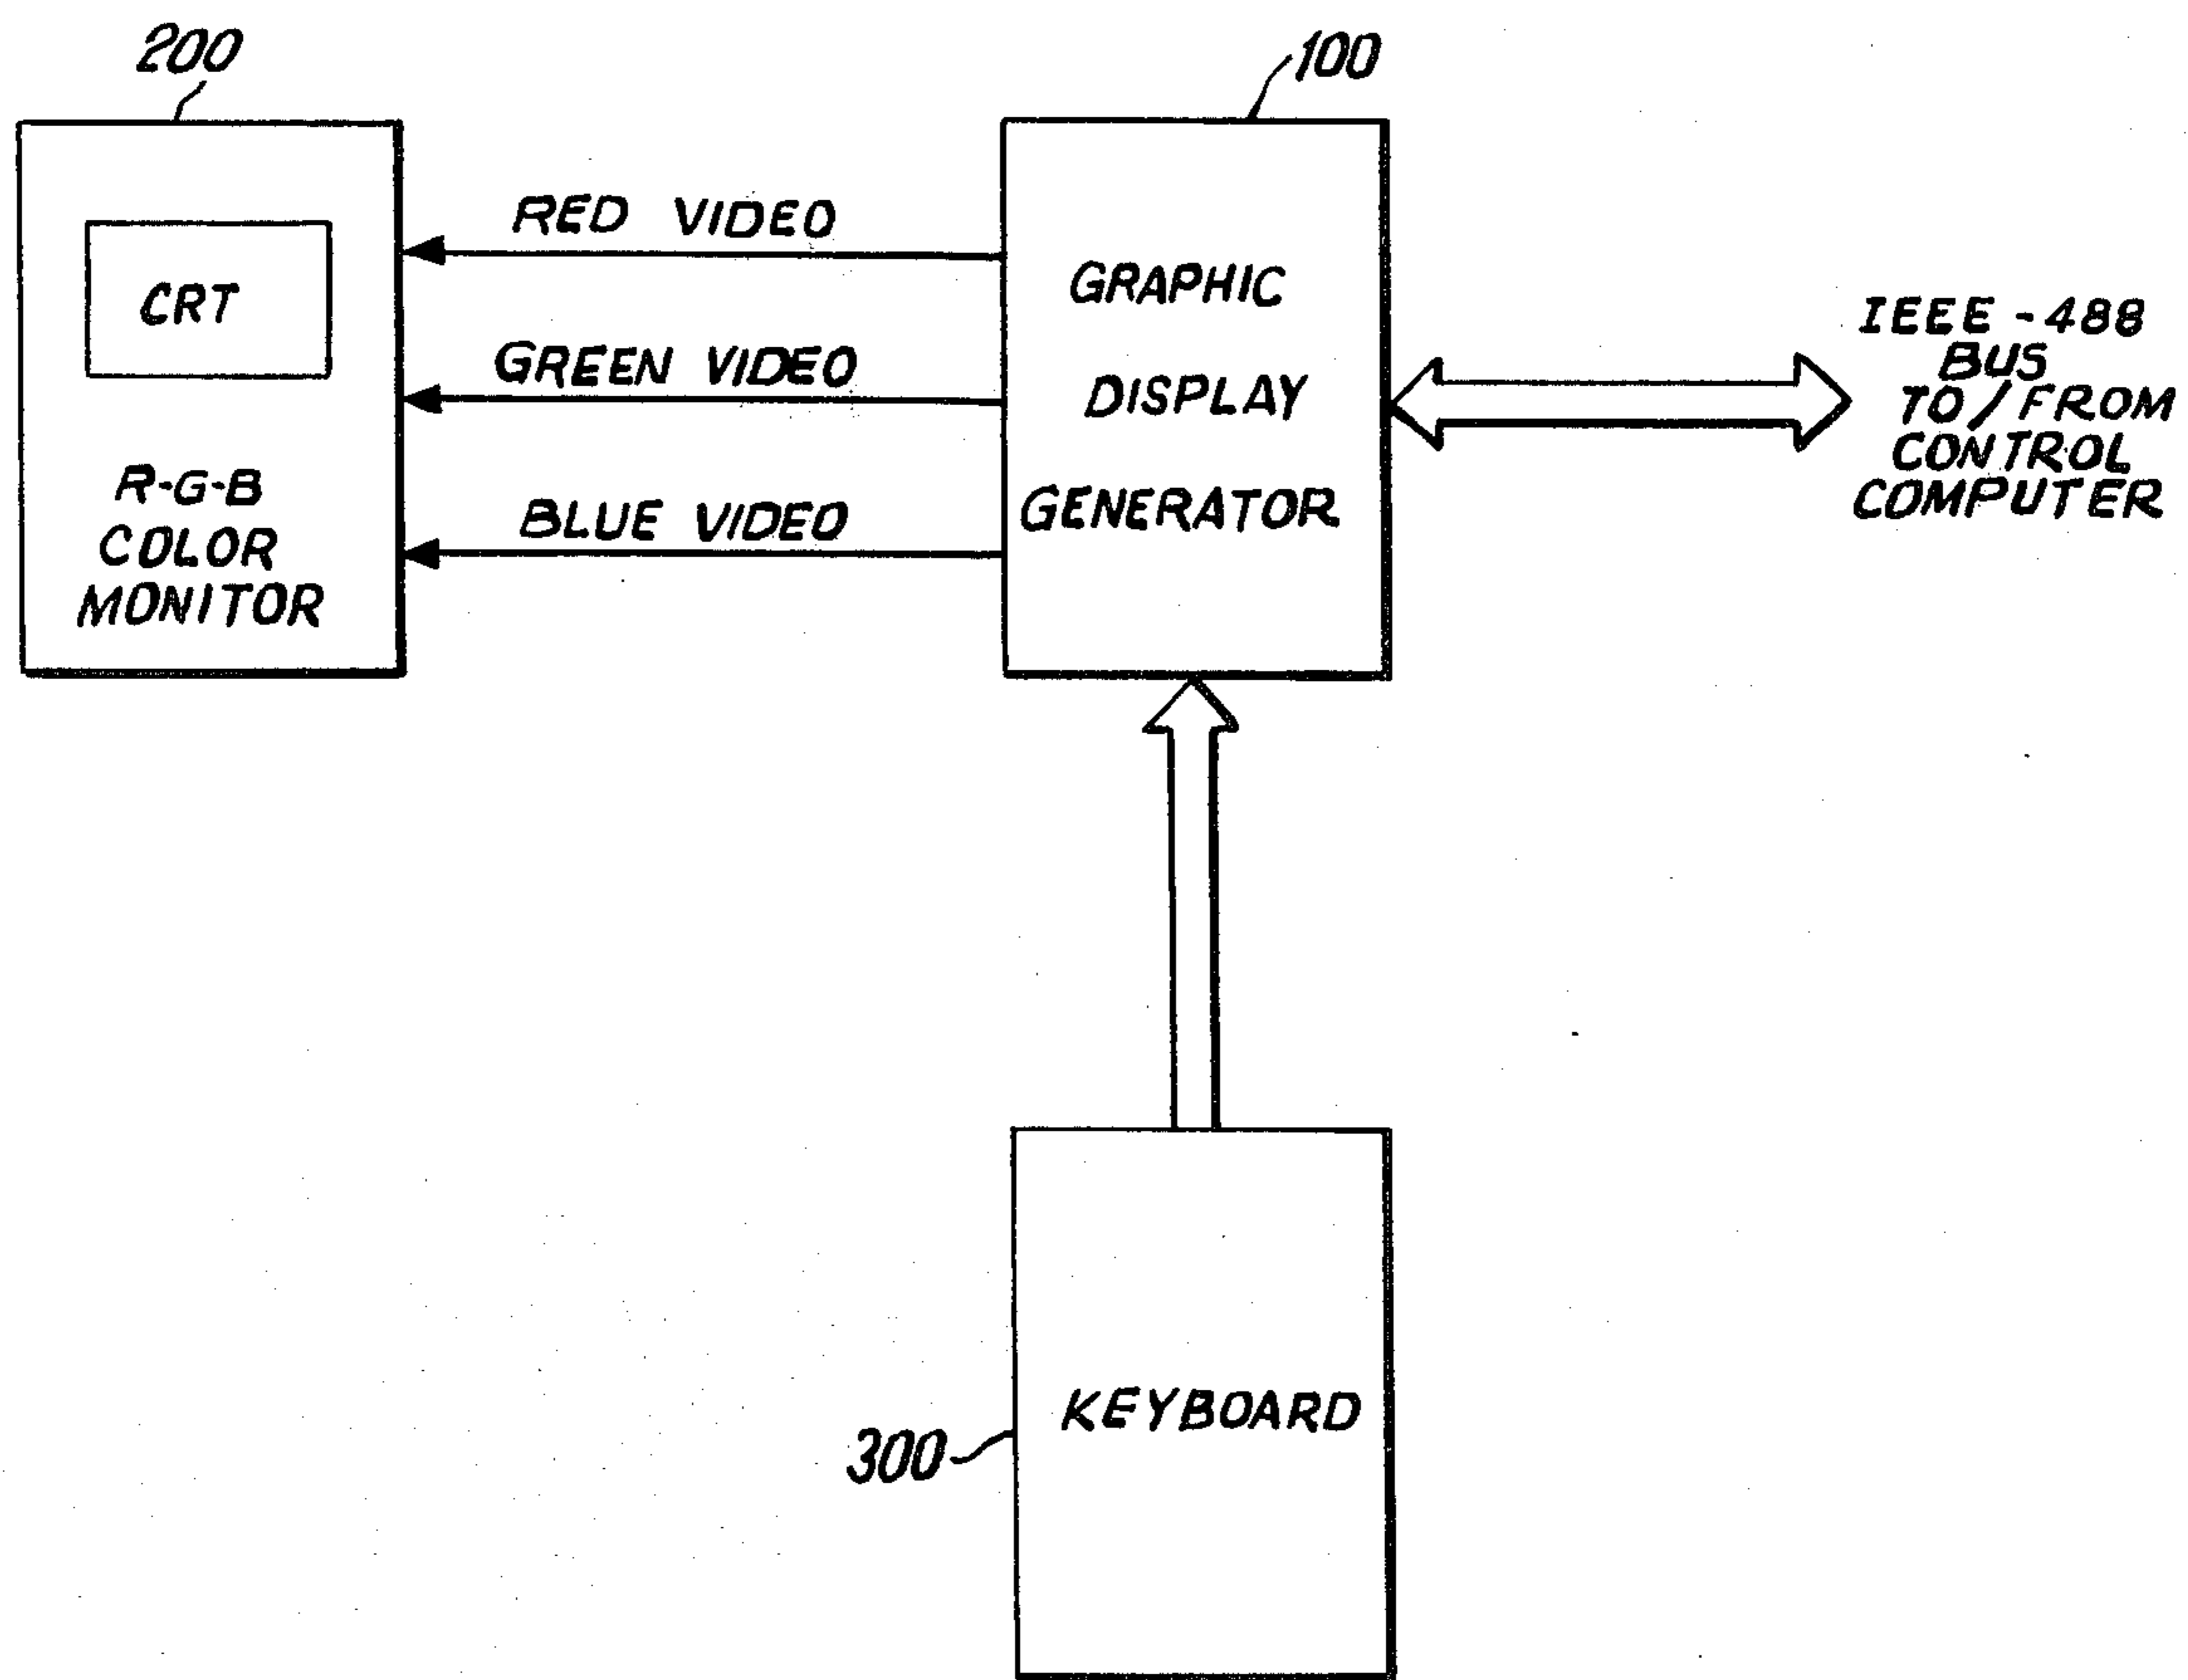 200
100
RED VIDEO
GREEN VIDEO
BLUE VIDEO
CRT
R-G-B
COLOR
MONITOR
GRAPHIC
DISPLAY
GENERATOR
IEEE-488
BUS
TO/FROM
CONTROL
COMPUTER
300
KEYBOARD